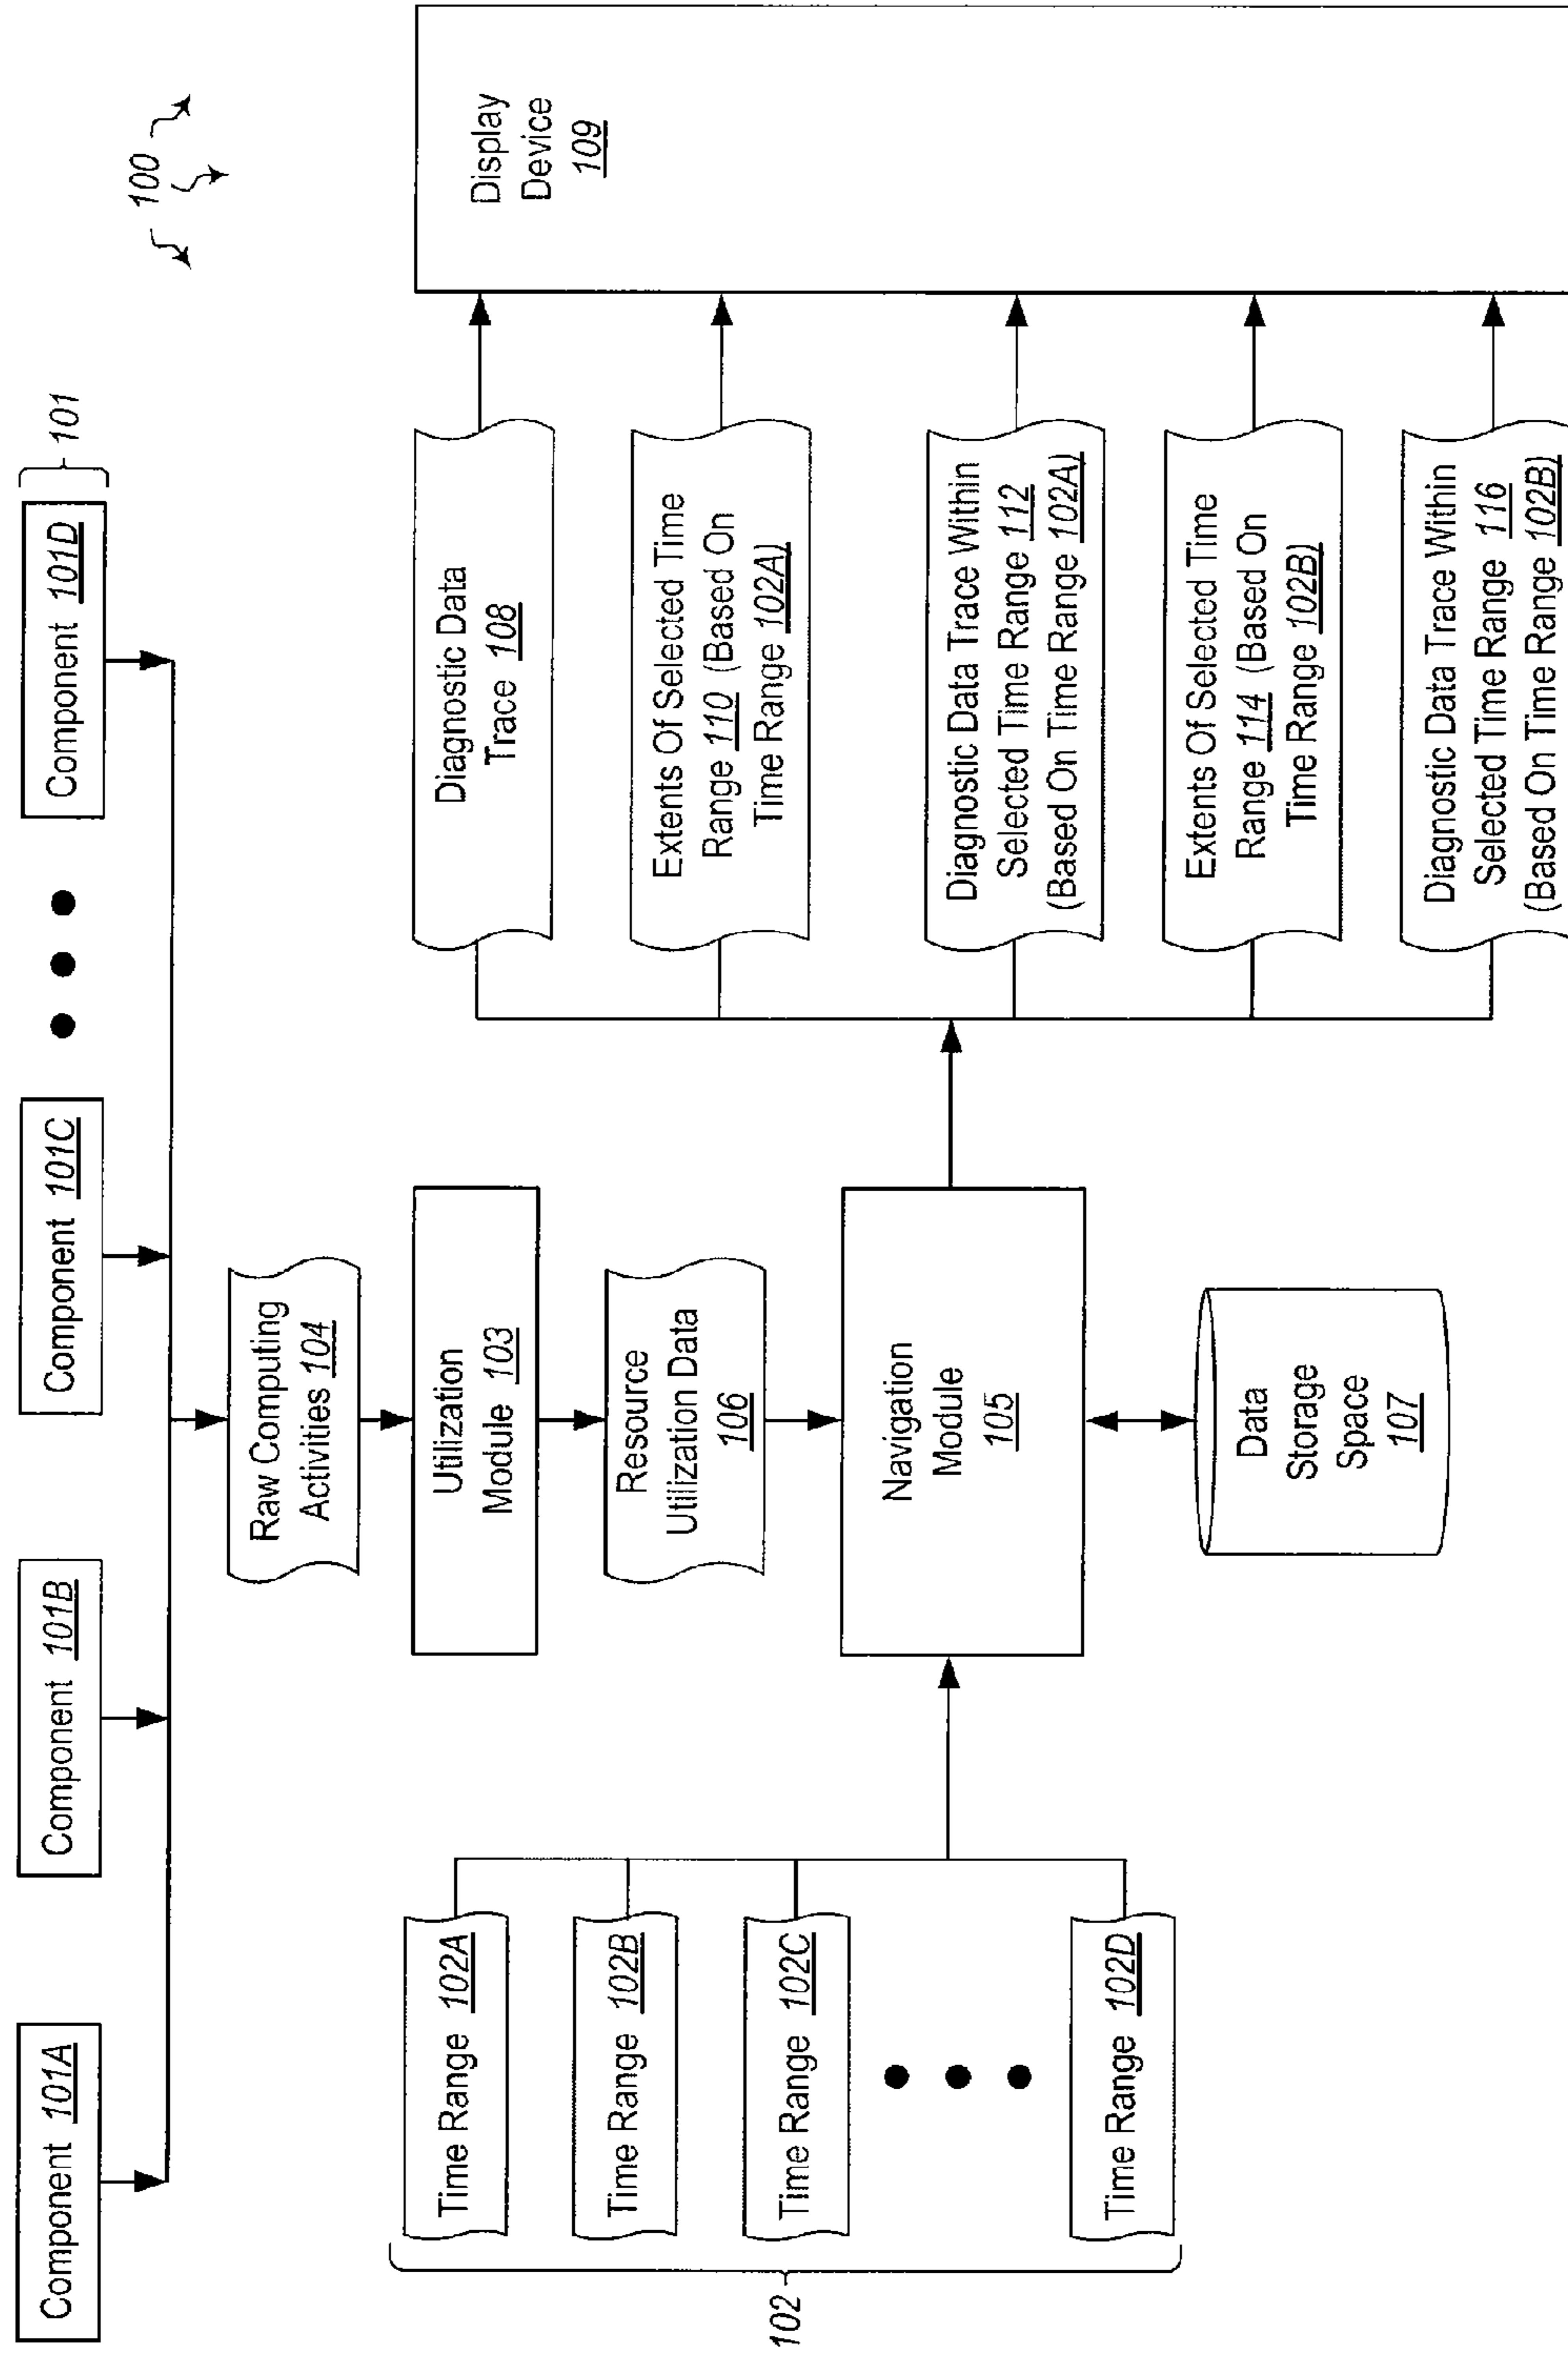 100
Component 101A
Component 101B
Component 101C
Component 101D
101
Raw Computing
Activities 104
Utilization
Module 103
Resource
Utilization Data
106
Navigation
Module
105
Data
Storage
Space
107
102
Time Range 102A
Time Range 102B
Time Range 102C
Time Range 102D
Diagnostic Data
Trace 108
Extents Of Selected Time
Range 110 (Based On
Time Range 102A)
Diagnostic Data Trace Within
Selected Time Range 112
(Based On Time Range 102A)
Extents Of Selected Time
Range 114 (Based On
Time Range 102B)
Diagnostic Data Trace Within
Selected Time Range 116
(Based On Time Range 102B)
Display
Device
109